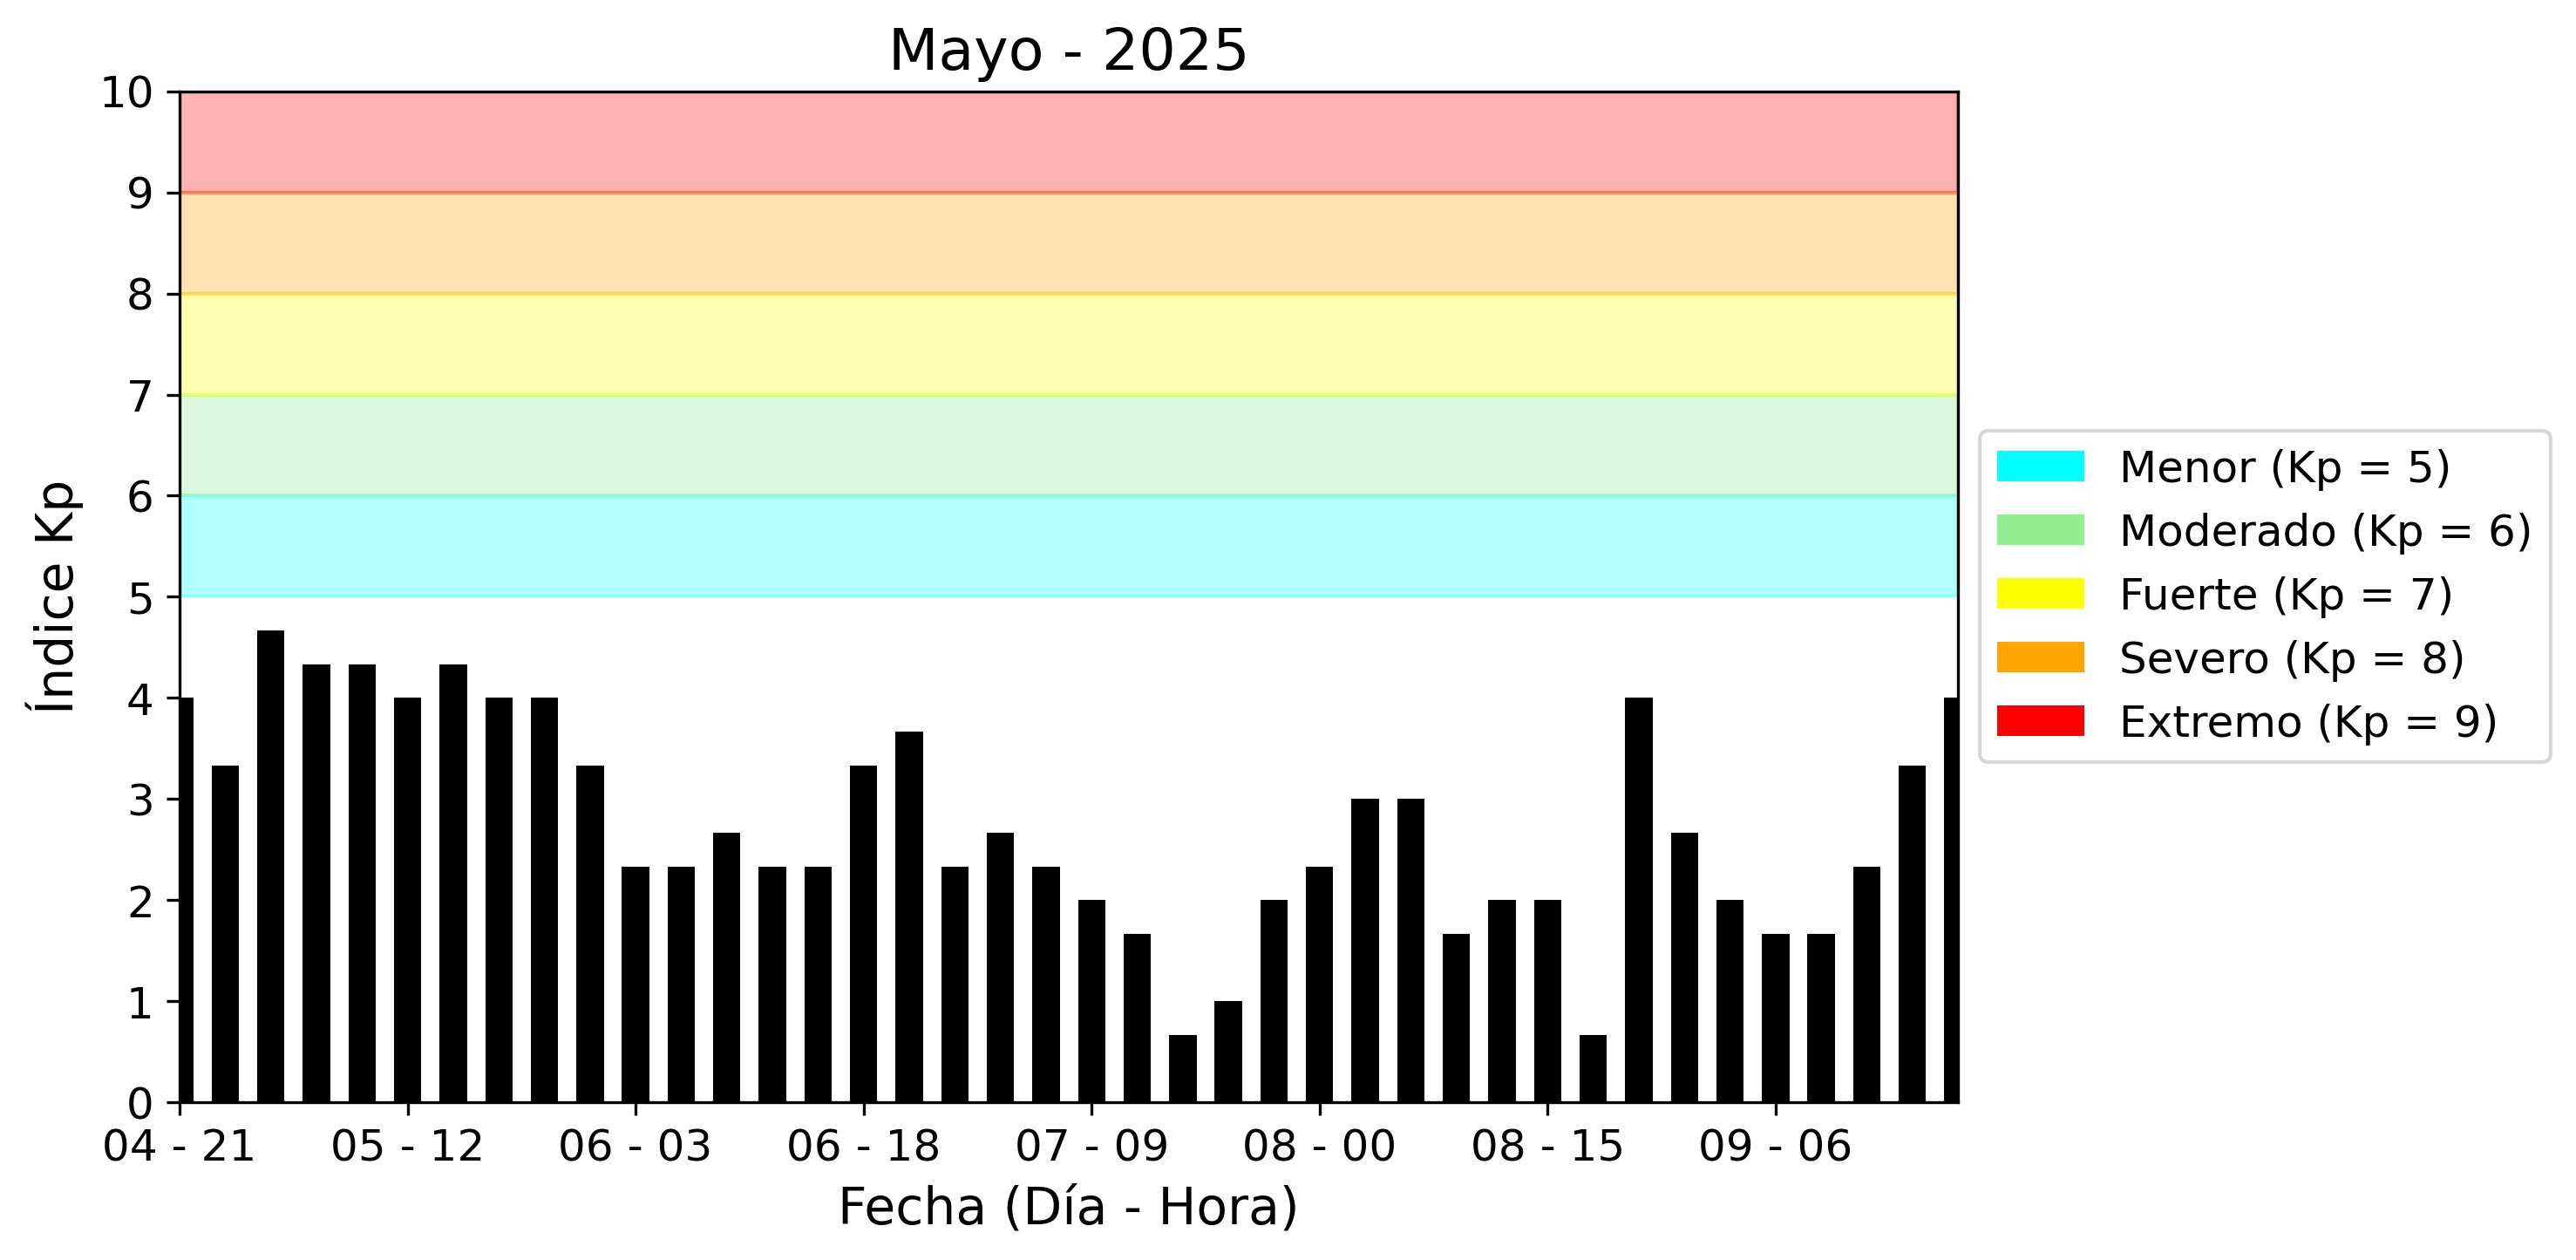 Mayo - 2025
10
9
8
7
6
5
4
3
2
1
0
Índice Kp
04 - 21
05 - 12
06 - 03
06 - 18
07 - 09
08 - 00
08 - 15
09 - 06
Fecha (Día - Hora)
Menor (Kp = 5)
Moderado (Kp = 6)
Fuerte (Kp = 7)
Severo (Kp = 8)
Extremo (Kp = 9)